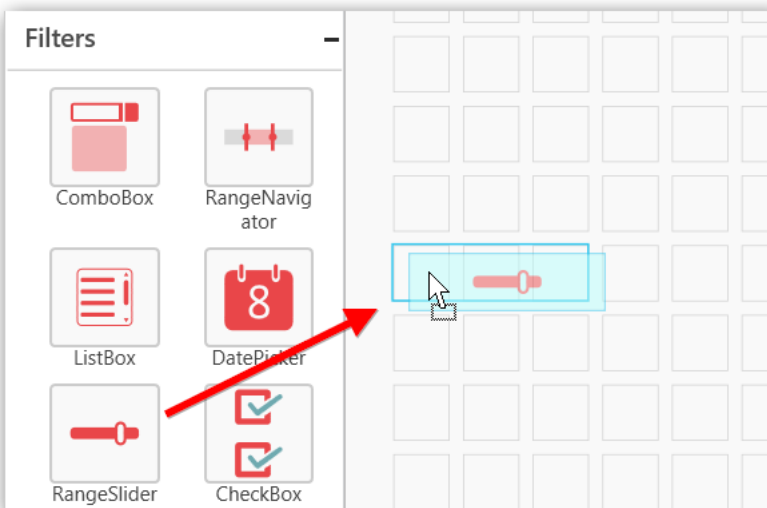 Filters
ComboBox
RangeNavig
ator
ListBox
8
DatePicker
RangeSlider
CheckBox